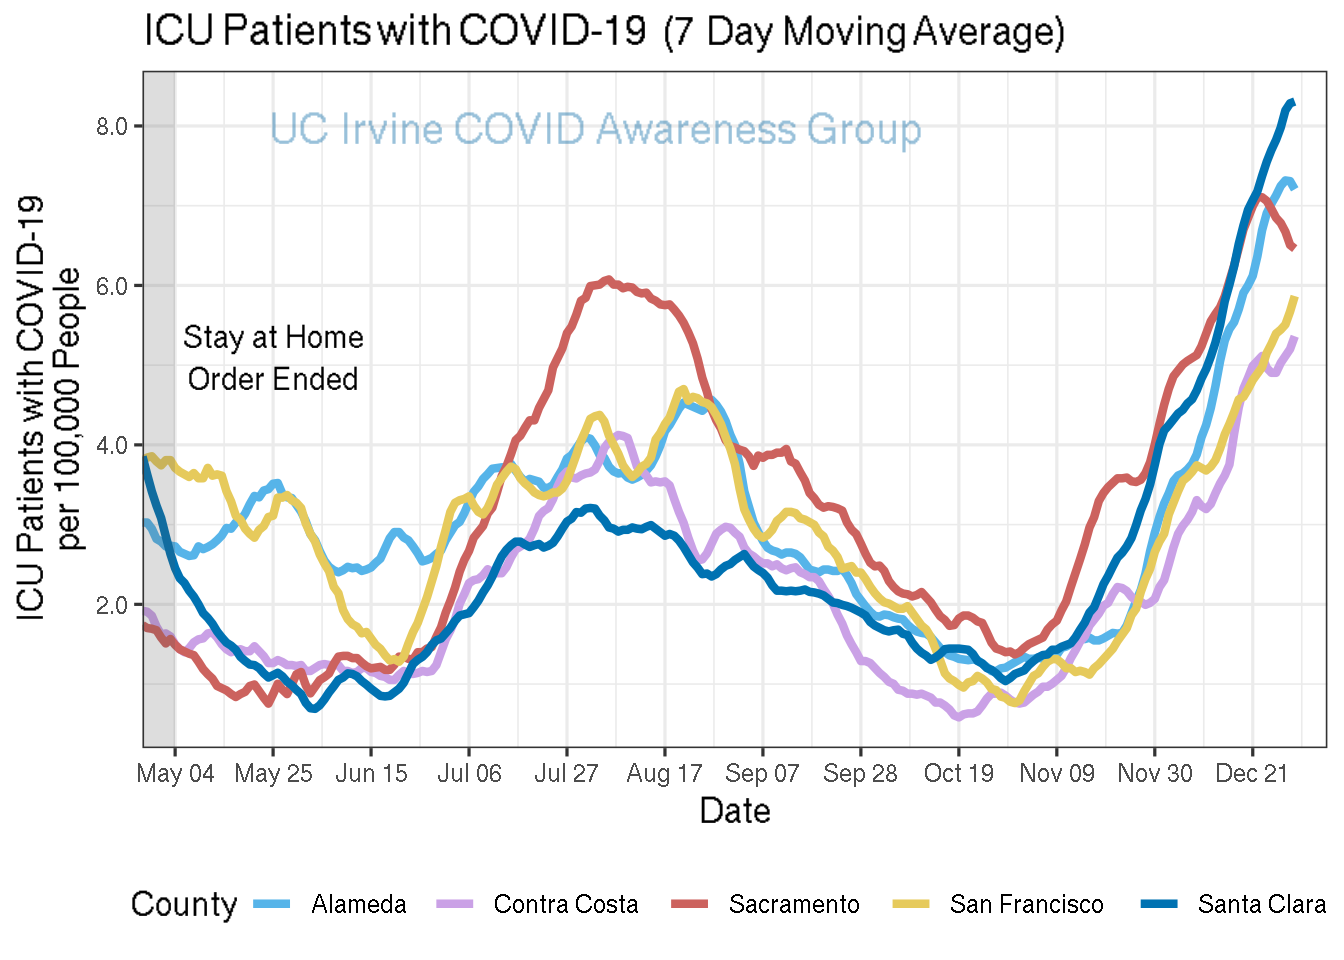 ICU Patients with COVID-19 (7 Day Moving Average)
UC Irvine COVID Awareness Group
ICU Patients with COVID-19
per 100,000 People
8.0
6.0
4.0
2.0
Stay at Home
Order Ended
May 04 May 25 Jun 15 Jul 06 Jul 27 Aug 17 Sep 07 Sep 28 Oct 19 Nov 09 Nov 30 Dec 21
Date
County Alameda Contra Costa Sacramento San Francisco Santa Clara